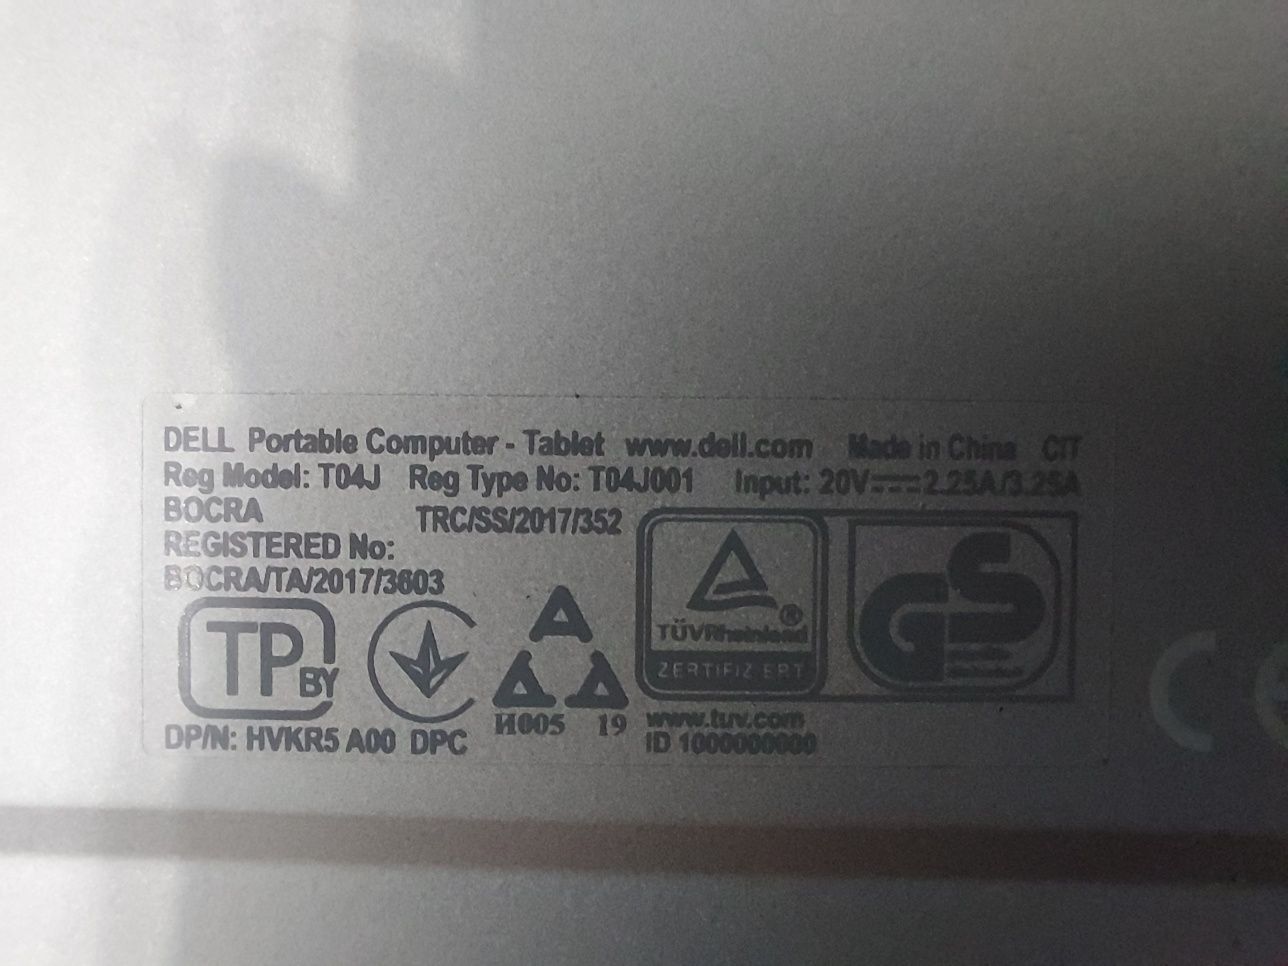 DELL Portable Computer - Tablet www.dell.com Made in China CIT
Reg Model: T04J Reg Type No: T04J001 Input: 20V⎓2.25A/3.25A
BOCRA TRC/SS/2017/352
REGISTERED No:
BOCRA/TA/2017/3603
TP BY
TÜVRheinland ®
ZERTIFIZIERT
GS
И005 19
www.tuv.com
ID 1000000000
DP/N: HVKR5 A00 DPC
C